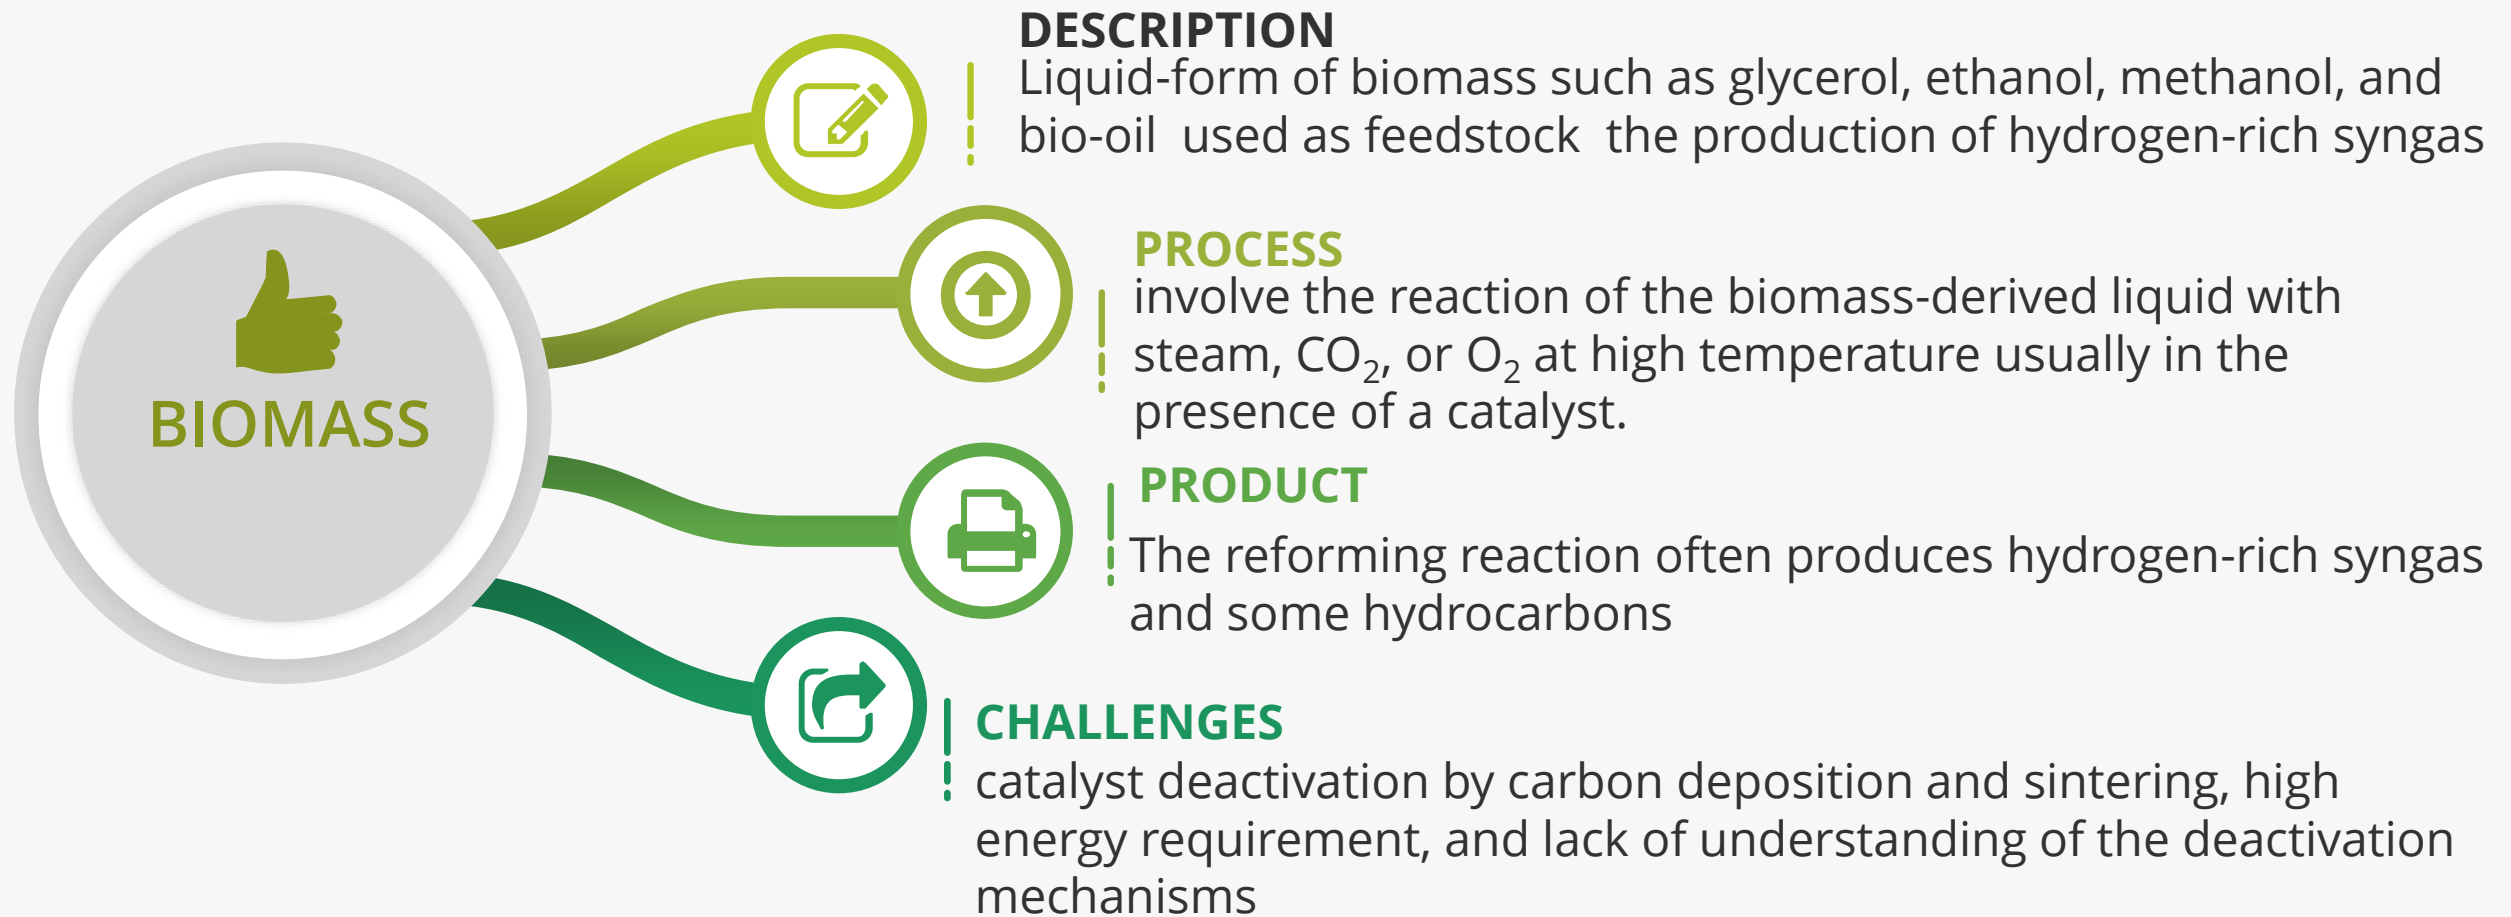 BIOMASS
DESCRIPTION
Liquid-form of biomass such as glycerol, ethanol, methanol, and
bio-oil  used as feedstock  the production of hydrogen-rich syngas
PROCESS
involve the reaction of the biomass-derived liquid with
steam, CO₂, or O₂ at high temperature usually in the
presence of a catalyst.
PRODUCT
The reforming reaction often produces hydrogen-rich syngas
and some hydrocarbons
CHALLENGES
catalyst deactivation by carbon deposition and sintering, high
energy requirement, and lack of understanding of the deactivation
mechanisms